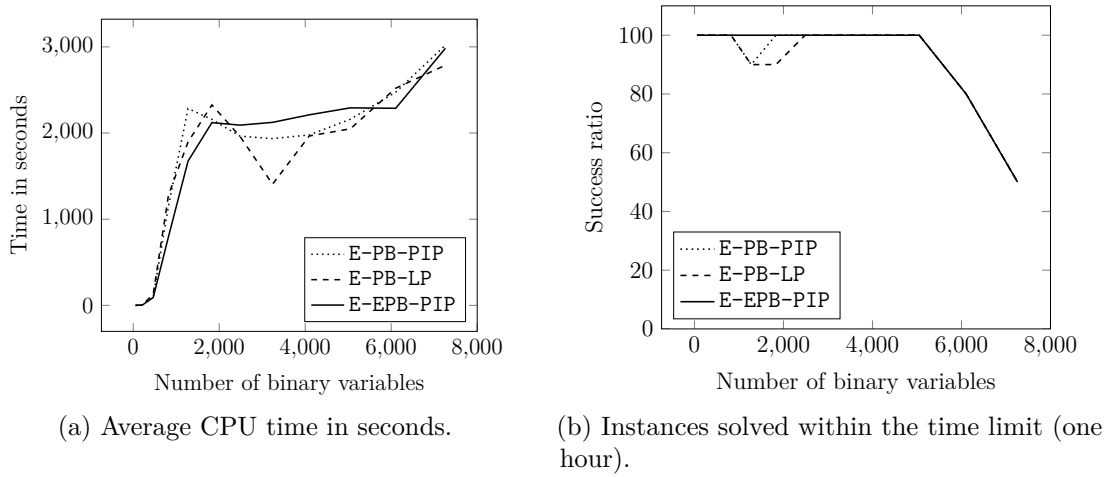 3,000
2,000
1,000
0
Time in seconds
E-PB-PIP
E-PB-LP
E-EPB-PIP
0
2,000
4,000
6,000
8,000
Number of binary variables
(a) Average CPU time in seconds.
100
80
60
40
20
0
Success ratio
E-PB-PIP
E-PB-LP
E-EPB-PIP
0
2,000
4,000
6,000
8,000
Number of binary variables
(b) Instances solved within the time limit (one
hour).